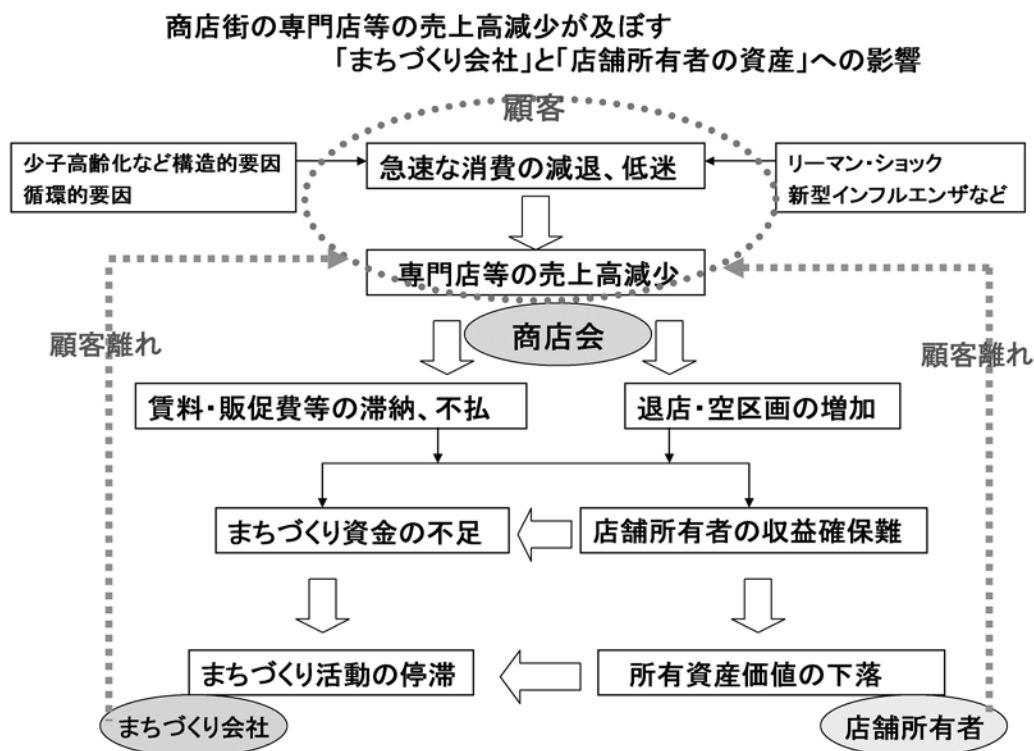 商店街の専門店等の売上高減少が及ぼす
「まちづくり会社」と「店舗所有者の資産」への影響
顧客
少子高齢化など構造的要因
循環的要因
急速な消費の減退、低迷
リーマン・ショック
新型インフルエンザなど
専門店等の売上高減少
商店会
顧客離れ
顧客離れ
賃料・販促費等の滞納、不払
退店・空区画の増加
まちづくり資金の不足
店舗所有者の収益確保難
まちづくり活動の停滞
所有資産価値の下落
まちづくり会社
店舗所有者